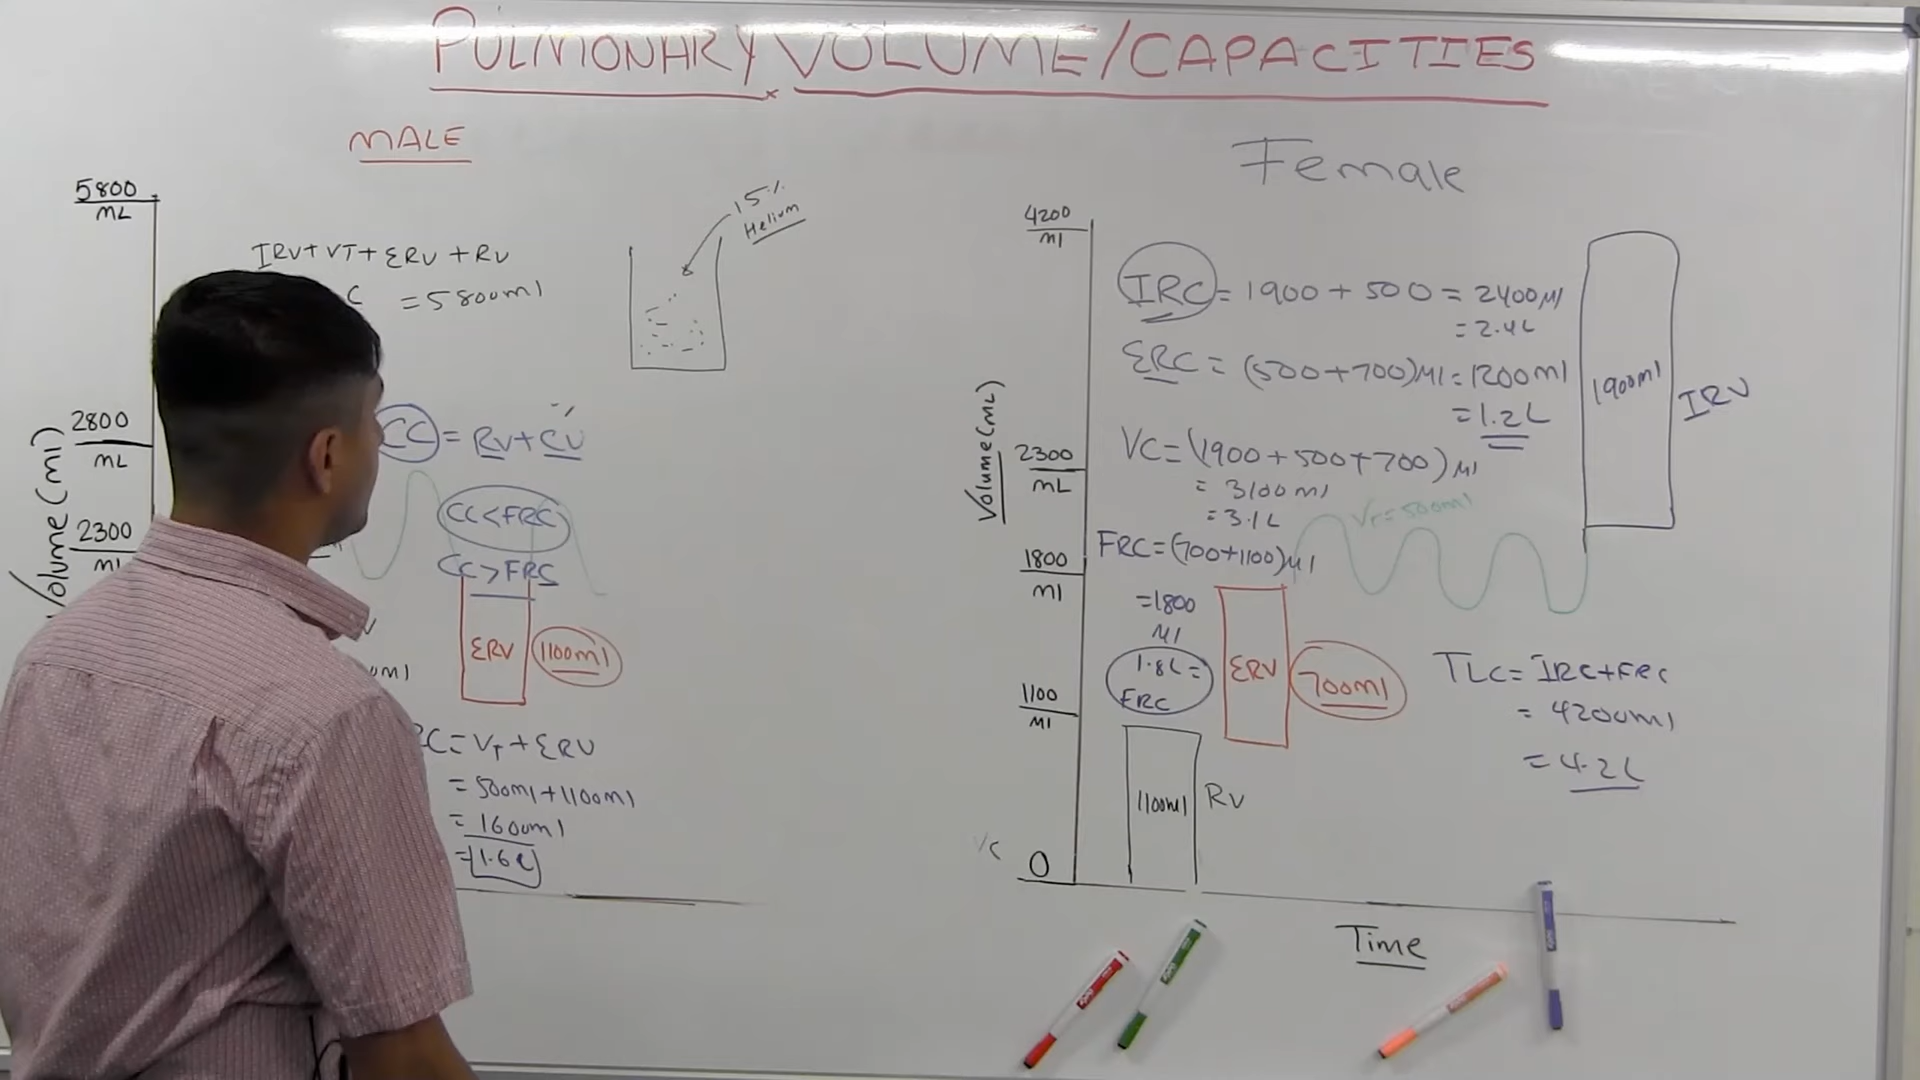 PULMONARY VOLUME/CAPACITIES
MALE
5800
ML
IRV+VT+ERV+RV
C = 5800ml
15%
Helium
2800
ML
Volume (ml)
2300
ml
CC = RV+CV
CC<FRC
CC>FRC
ERV
1100ml
C=VT+ERV
=500ml+1100ml
=1600ml
=1.6L
Female
4200
ml
Volume (mL)
2300
mL
1800
ml
1100
Ml
0
IRC=1900+500=2400Ml
=2.4L
ERC=(500+700)Ml=1200ml
=1.2L
VC=(1900+500+700)Ml
=3100ml
=3.1L
VT=500ml
FRC=(700+1100)Ml
=1800
Ml
1.8L=
FRC
ERV
700ml
1100ml
RV
1900ml
IRV
TLC=IRC+FRC
=4200ml
=4.2L
VC
Time